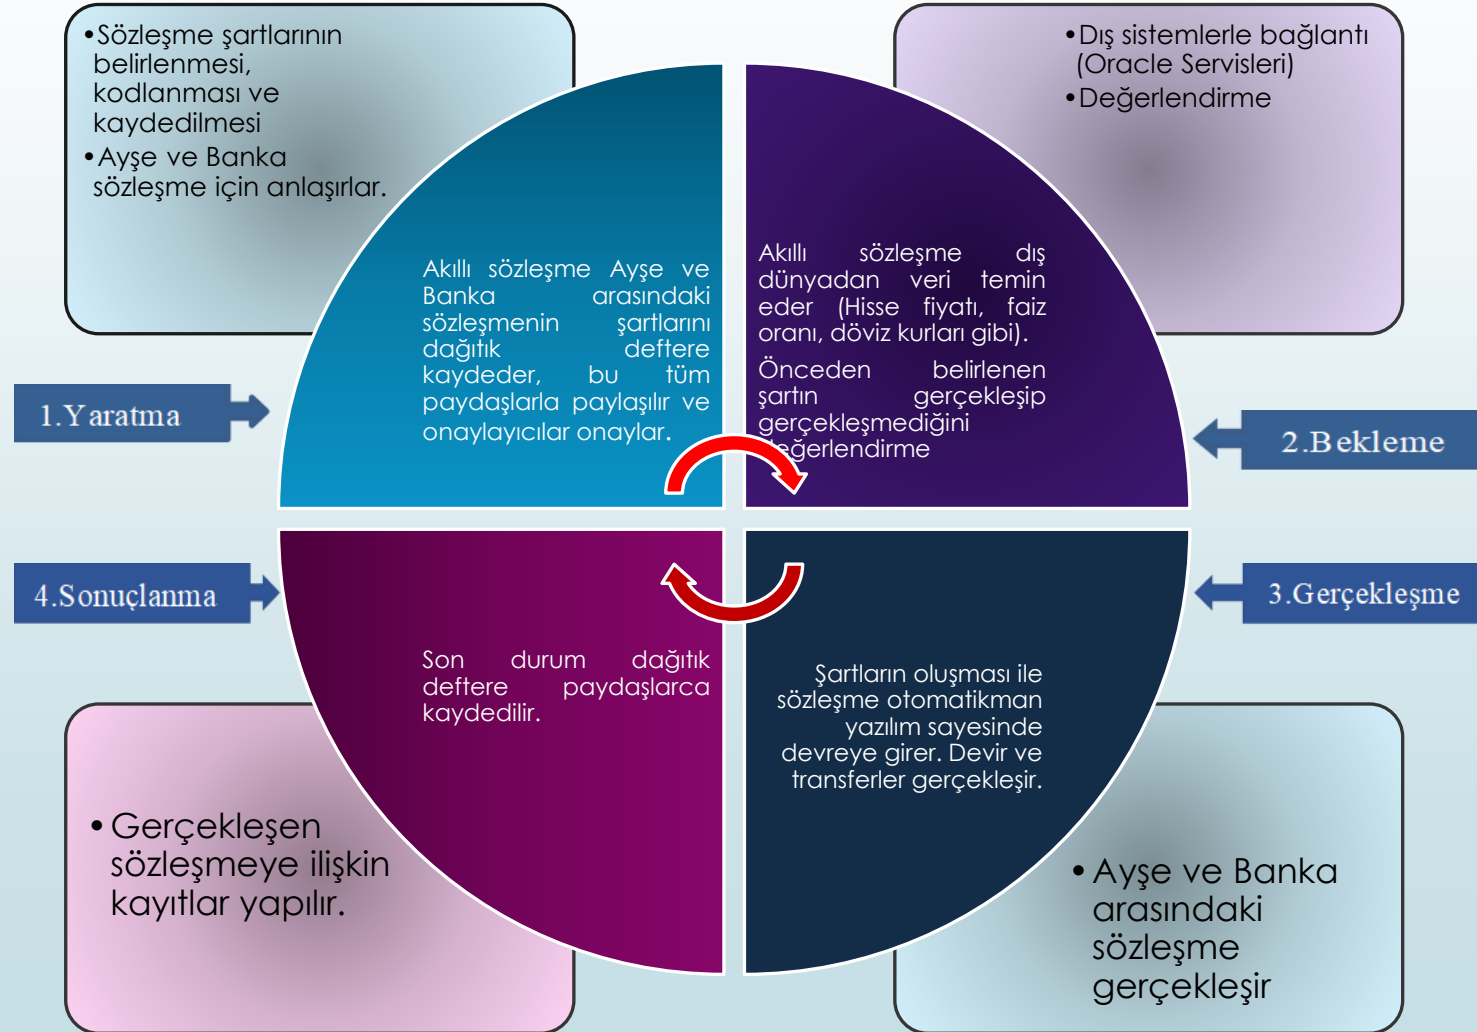 •Sözleşme şartlarının
belirlenmesi,
kodlanması ve
kaydedilmesi
•Ayşe ve Banka
sözleşme için anlaşırlar.
Akıllı sözleşme Ayşe ve
Banka arasındaki
sözleşmenin şartlarını
dağıtık deftere
kaydeder, bu tüm
paydaşlarla paylaşılır ve
onaylayıcılar onaylar.
1.Yaratma
•Dış sistemlerle bağlantı
(Oracle Servisleri)
•Değerlendirme
Akıllı sözleşme dış
dünyadan veri temin
eder (Hisse fiyatı, faiz
oranı, döviz kurları gibi).
Önceden belirlenen
şartın gerçekleşip
gerçekleşmediğini
değerlendirme
2.Bekleme
3.Gerçekleşme
Şartların oluşması ile
sözleşme otomatikman
yazılım sayesinde
devreye girer. Devir ve
transferler gerçekleşir.
•Ayşe ve Banka
arasındaki
sözleşme
gerçekleşir
4.Sonuçlanma
Son durum dağıtık
deftere paydaşlarca
kaydedilir.
•Gerçekleşen
sözleşmeye ilişkin
kayıtlar yapılır.